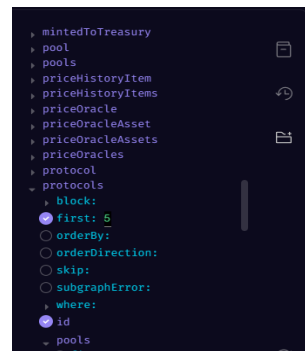 mintedToTreasury
pool
pools
priceHistoryItem
priceHistoryItems
priceOracle
priceOracleAsset
priceOracleAssets
priceOracles
protocol
protocols
block:
first: 5
orderBy:
orderDirection:
skip:
subgraphError:
where:
id
pools